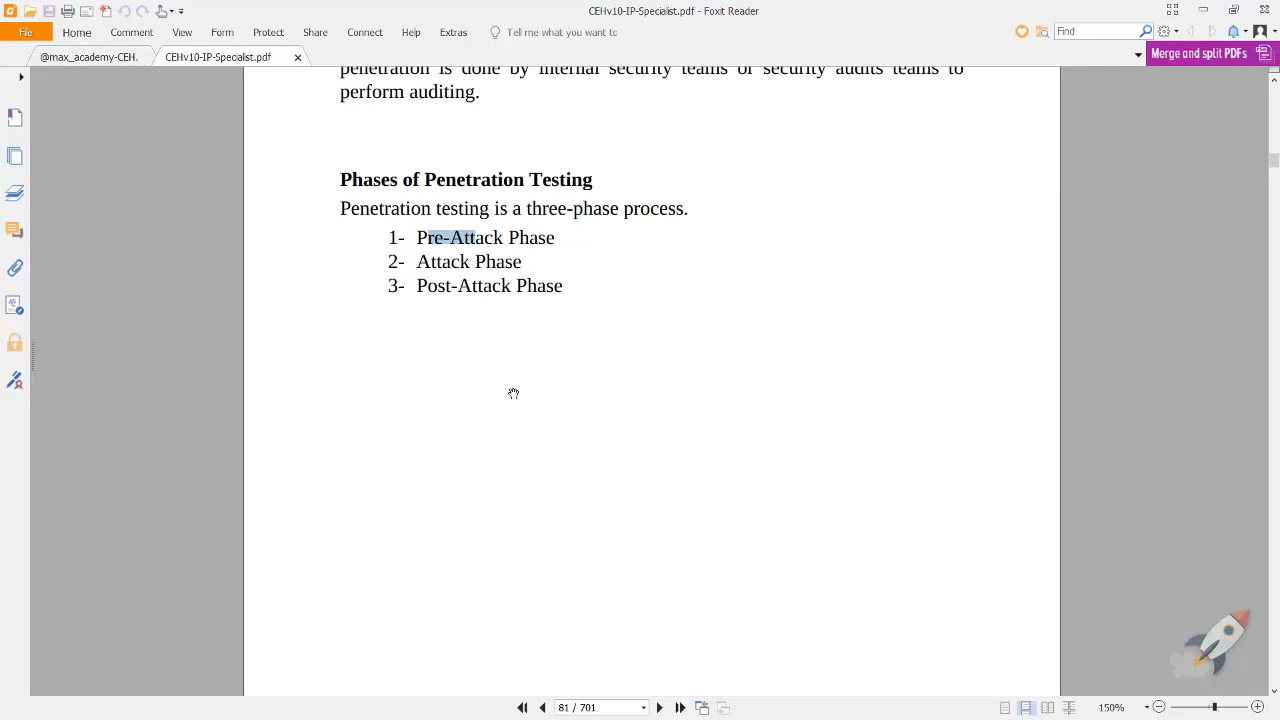 CEHv10-IP-Specialist.pdf - Foxit Reader
File Home Comment View Form Protect Share Connect Help Extras Tell me what you want to Find
@max_academy-CEH. CEHv10-IP-Specialist.pdf Merge and split PDFs
penetration is done by internal security teams or security audits teams to
perform auditing.
Phases of Penetration Testing
Penetration testing is a three-phase process.
1- Pre-Attack Phase
2- Attack Phase
3- Post-Attack Phase
81 / 701 150%